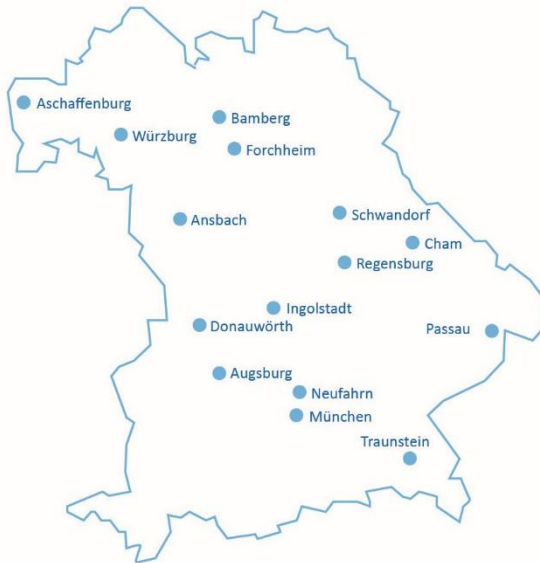 Aschaffenburg
Bamberg
Würzburg
Forchheim
Schwandorf
Ansbach
Cham
Regensburg
Ingolstadt
Donauwörth
Passau
Augsburg
Neufahrn
München
Traunstein